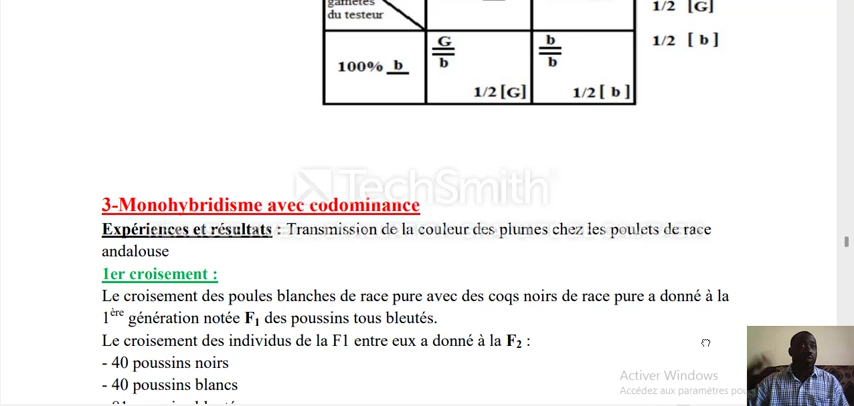 gamètes
du testeur
1/2 [G]
1/2 [ b ]
100% b
G
b
1/2 [G]
b
b
1/2 [ b ]
TechSmith
3-Monohybridisme avec codominance
Expériences et résultats : Transmission de la couleur des plumes chez les poulets de race
andalouse
1er croisement :
Le croisement des poules blanches de race pure avec des coqs noirs de race pure a donné à la
1ère génération notée F1 des poussins tous bleutés.
Le croisement des individus de la F1 entre eux a donné à la F2 :
- 40 poussins noirs
- 40 poussins blancs
Activer Windows
Accédez aux paramètres